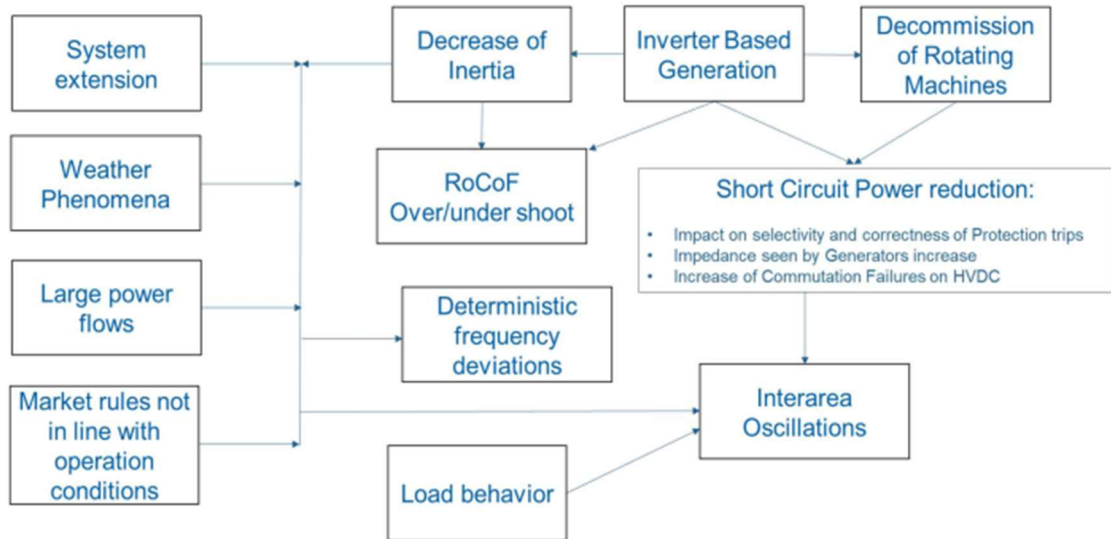 System
extension
Decrease of
Inertia
Inverter Based
Generation
Decommission
of Rotating
Machines
Weather
Phenomena
RoCoF
Over/under shoot
Short Circuit Power reduction:
• Impact on selectivity and correctness of Protection trips
• Impedance seen by Generators increase
• Increase of Commutation Failures on HVDC
Large power
flows
Deterministic
frequency
deviations
Market rules not
in line with
operation
conditions
Interarea
Oscillations
Load behavior